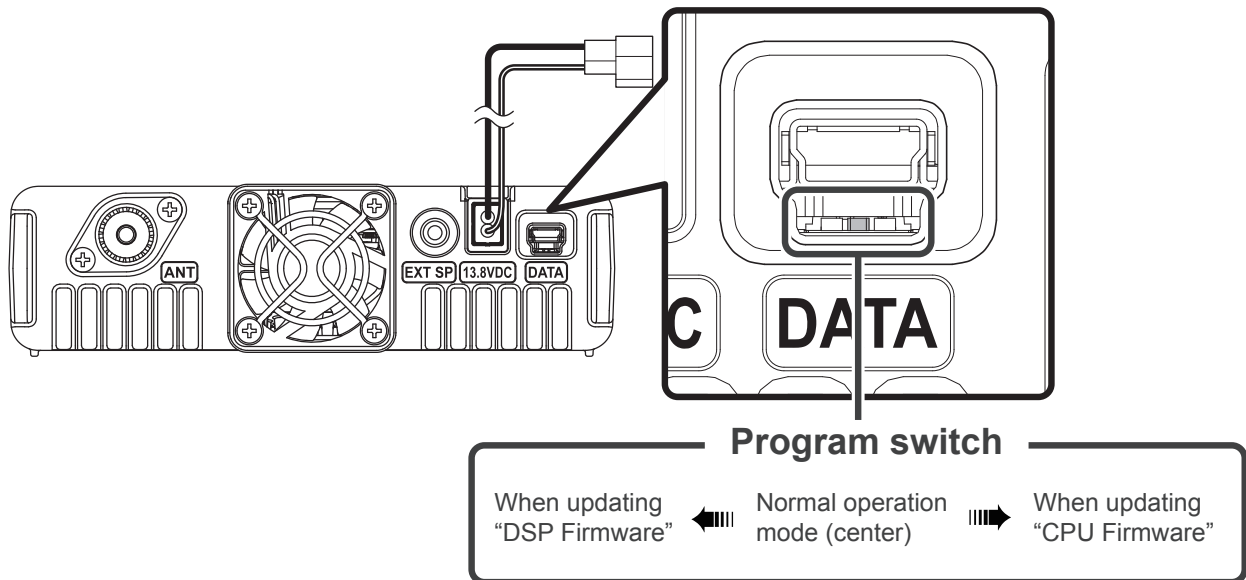 ANT
EXT SP
13.8VDC
DATA
C
DATA
Program switch
When updating
“DSP Firmware”
Normal operation
mode (center)
When updating
“CPU Firmware”